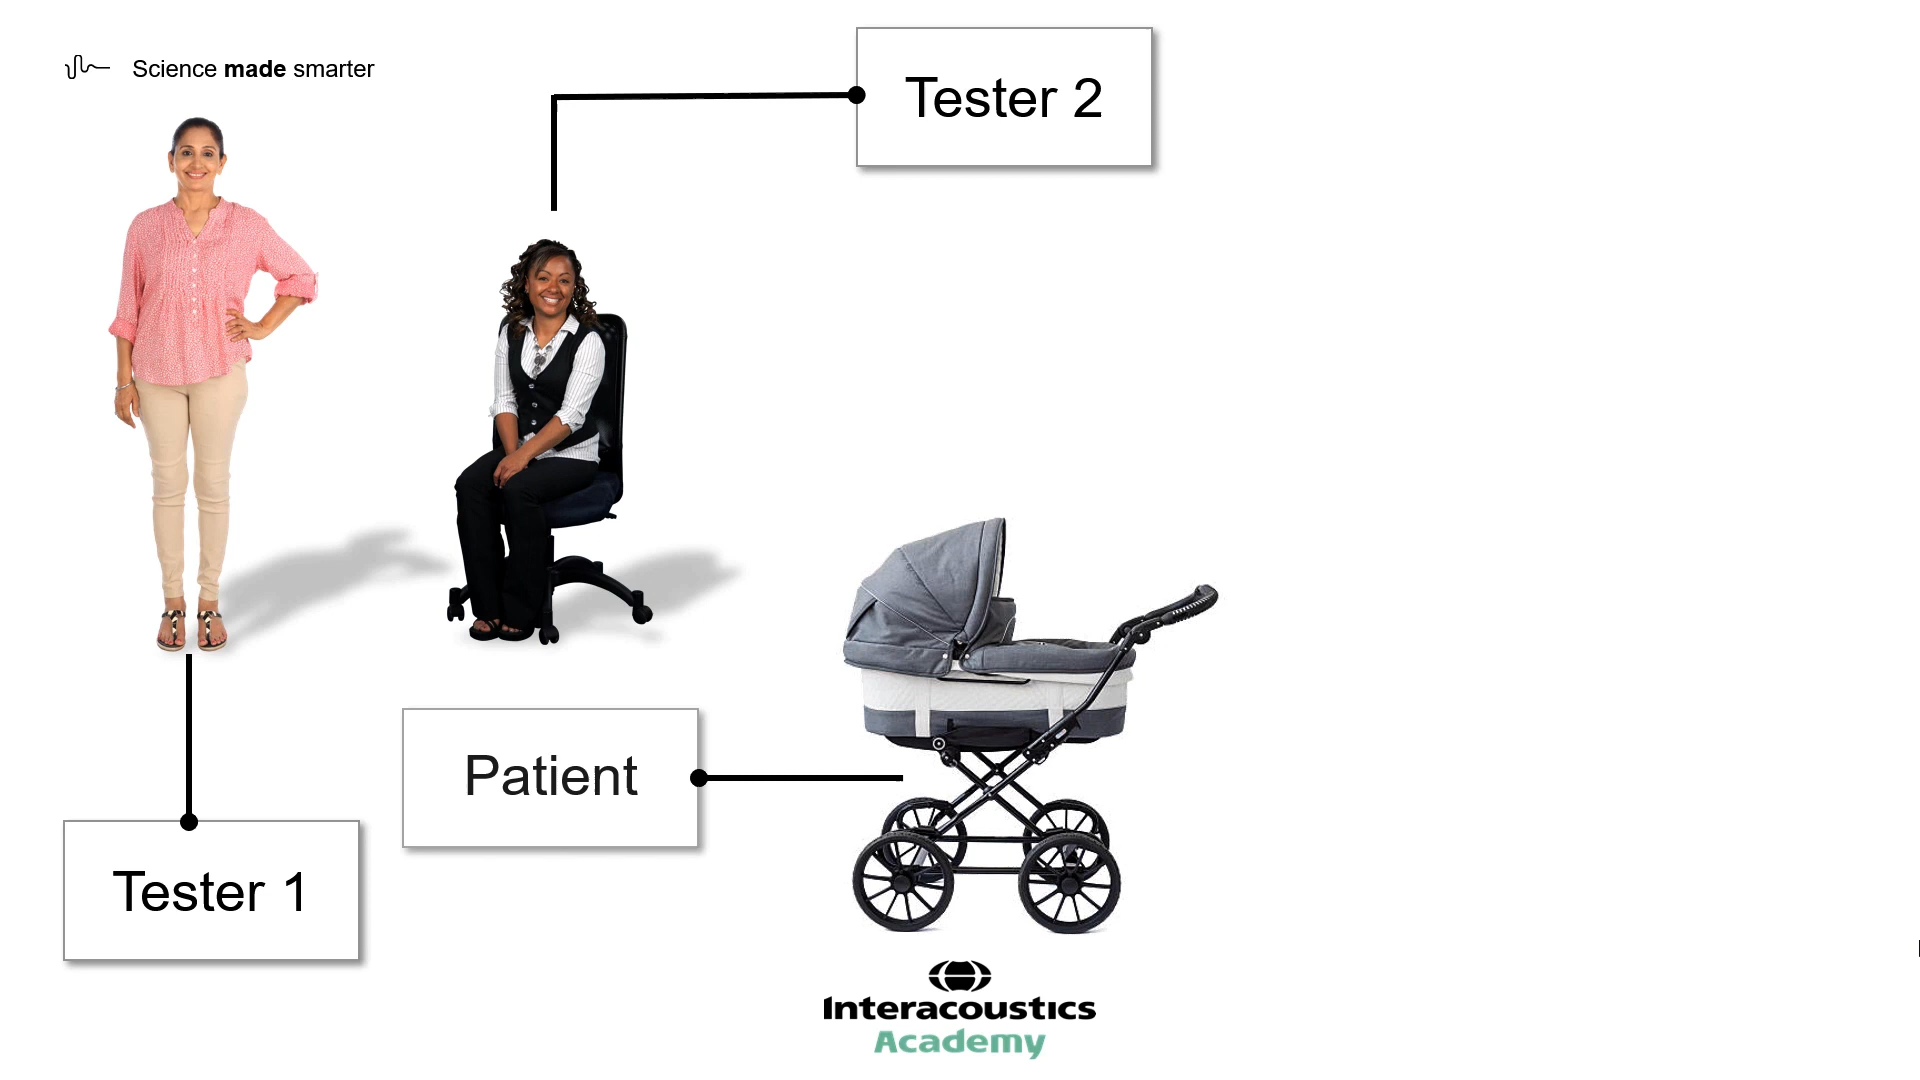 Science made smarter
Tester 2
Patient
Tester 1
Interacoustics
Academy